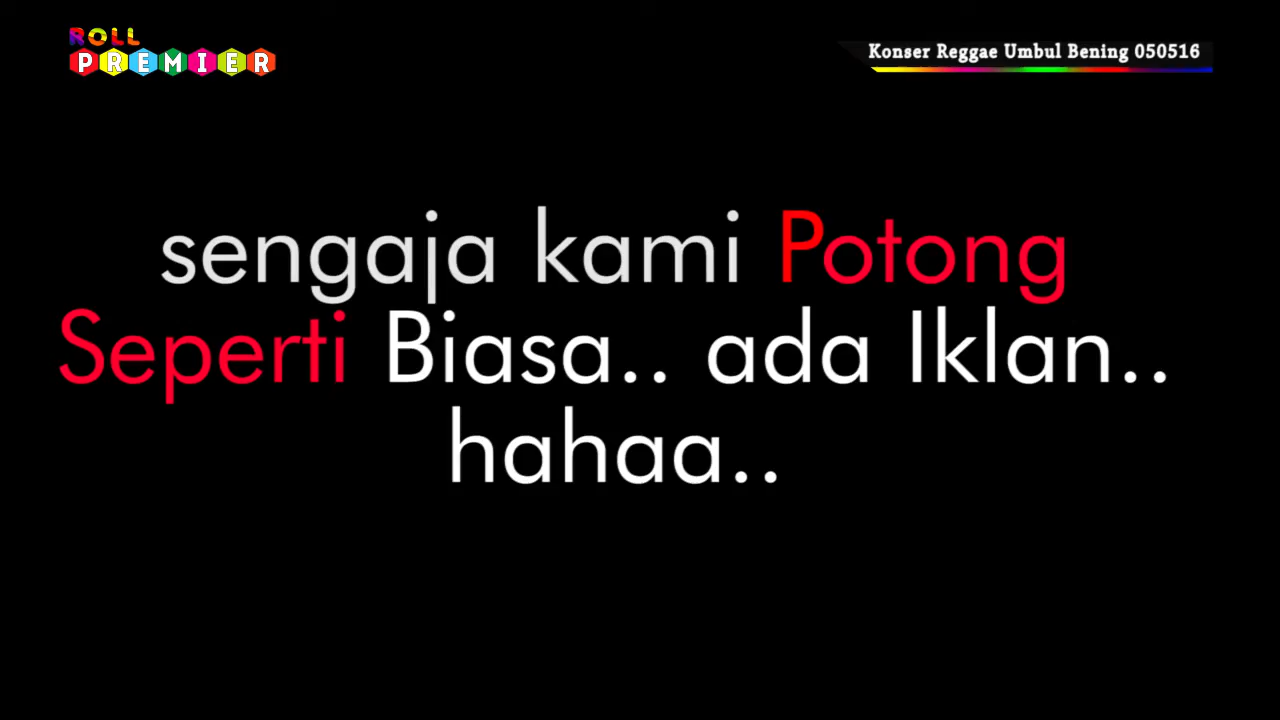 ROLL
PREMIER
Konser Reggae Umbul Bening 050516
sengaja kami Potong
Seperti Biasa.. ada Iklan..
hahaa..